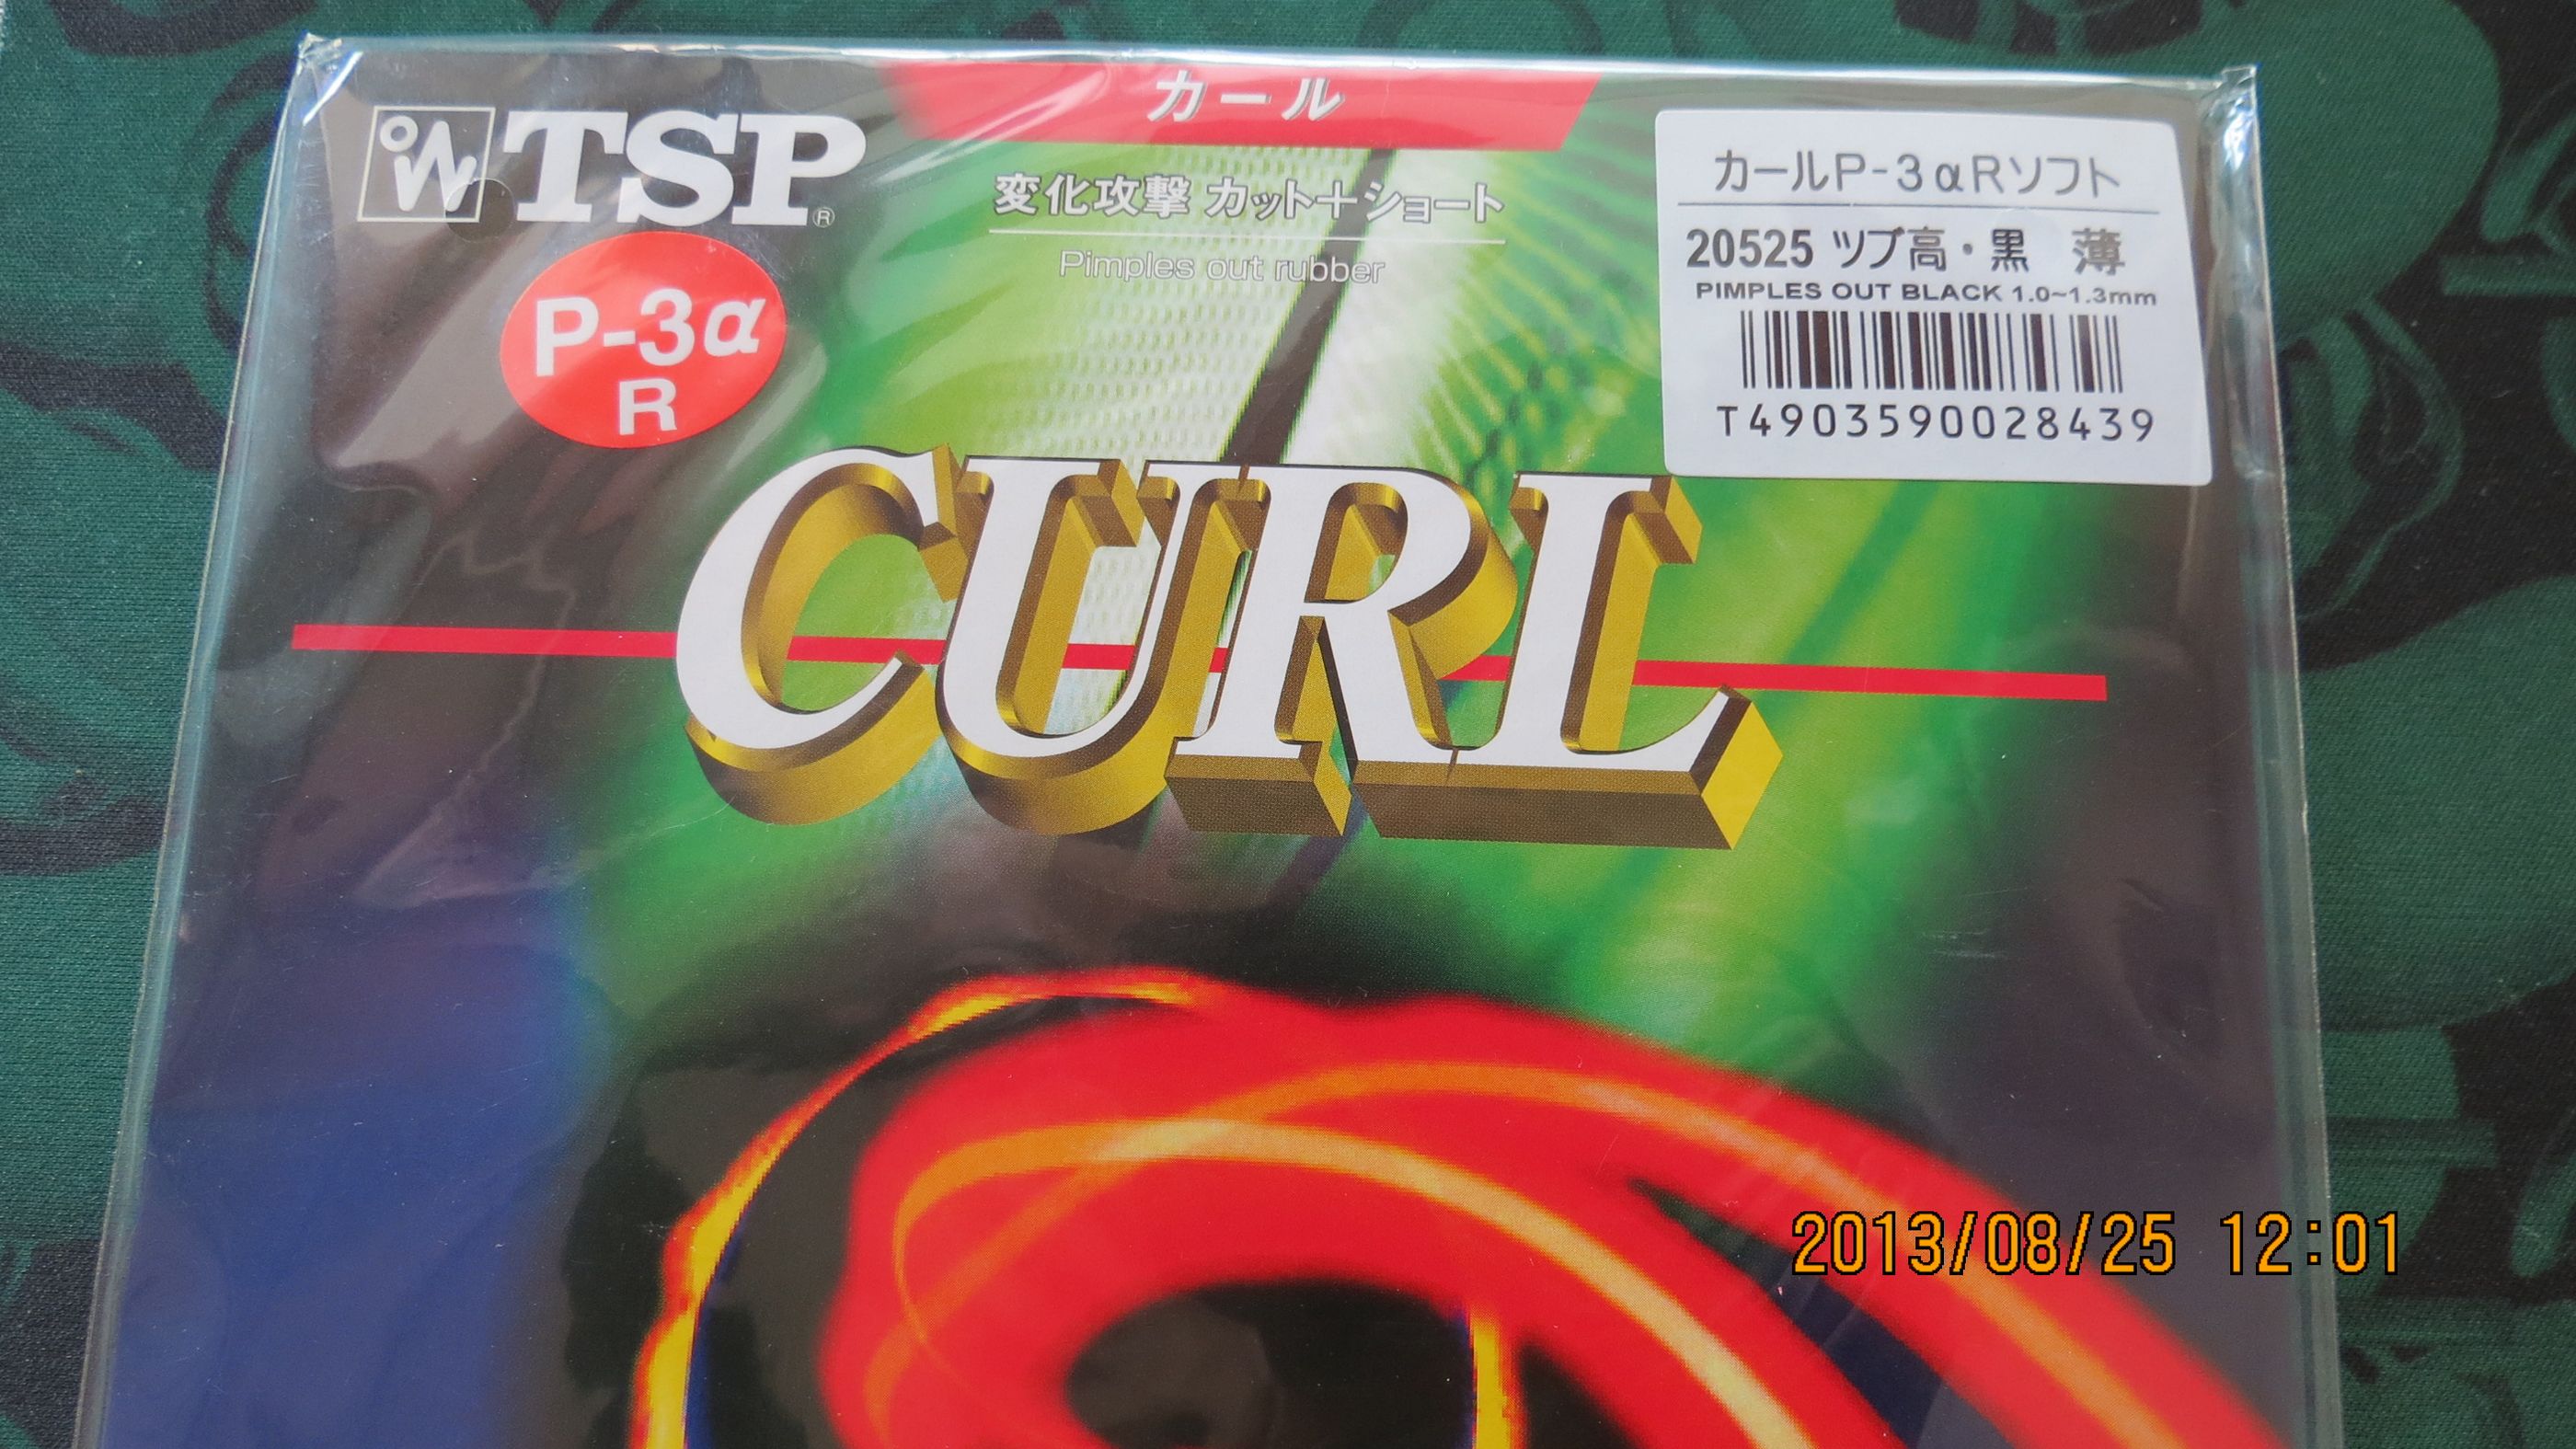 カール
TSP®
変化攻撃 カット+ショート
Pimples out rubber
P-3α
R
カールP-3αRソフト
20525 ツブ高・黒 薄
PIMPLES OUT BLACK 1.0~1.3mm
T4903590028439
CURL
2013/08/25 12:01